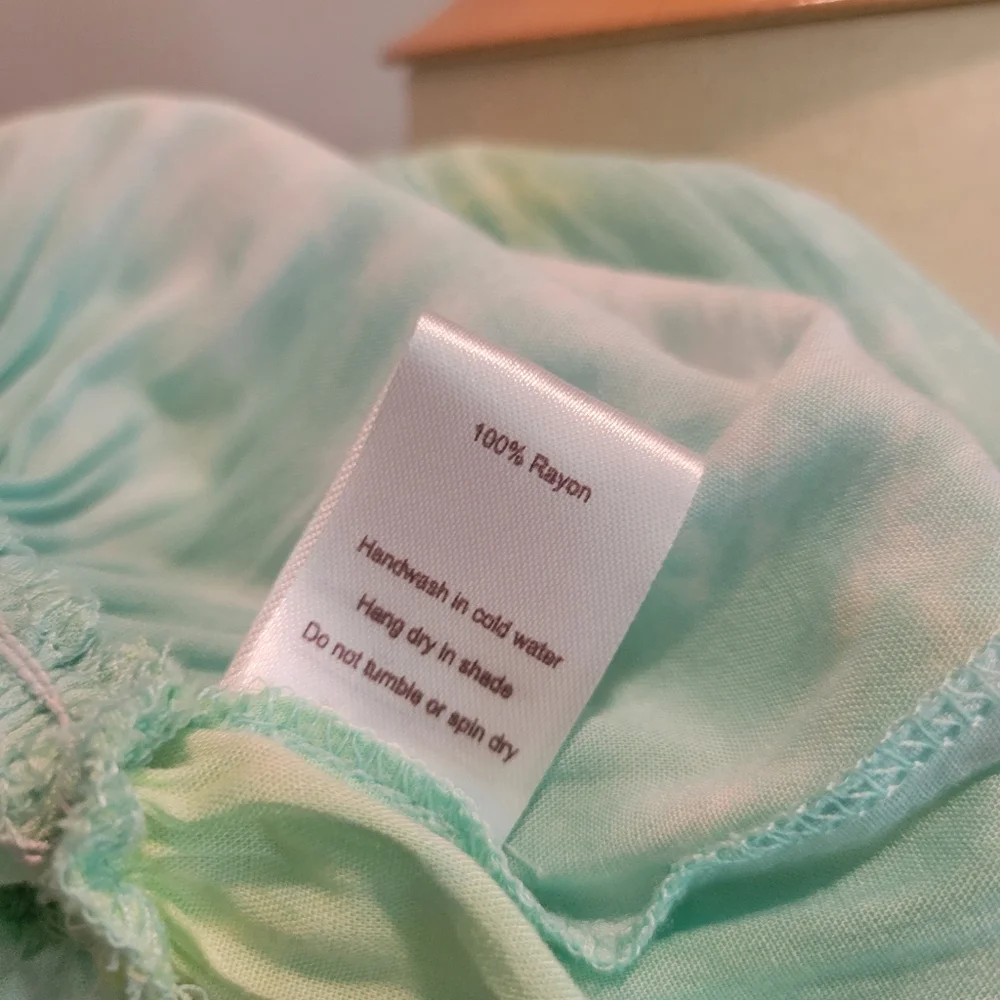 100% Rayon
Handwash in cold water
Hang dry in shade
Do not tumble or spin dry